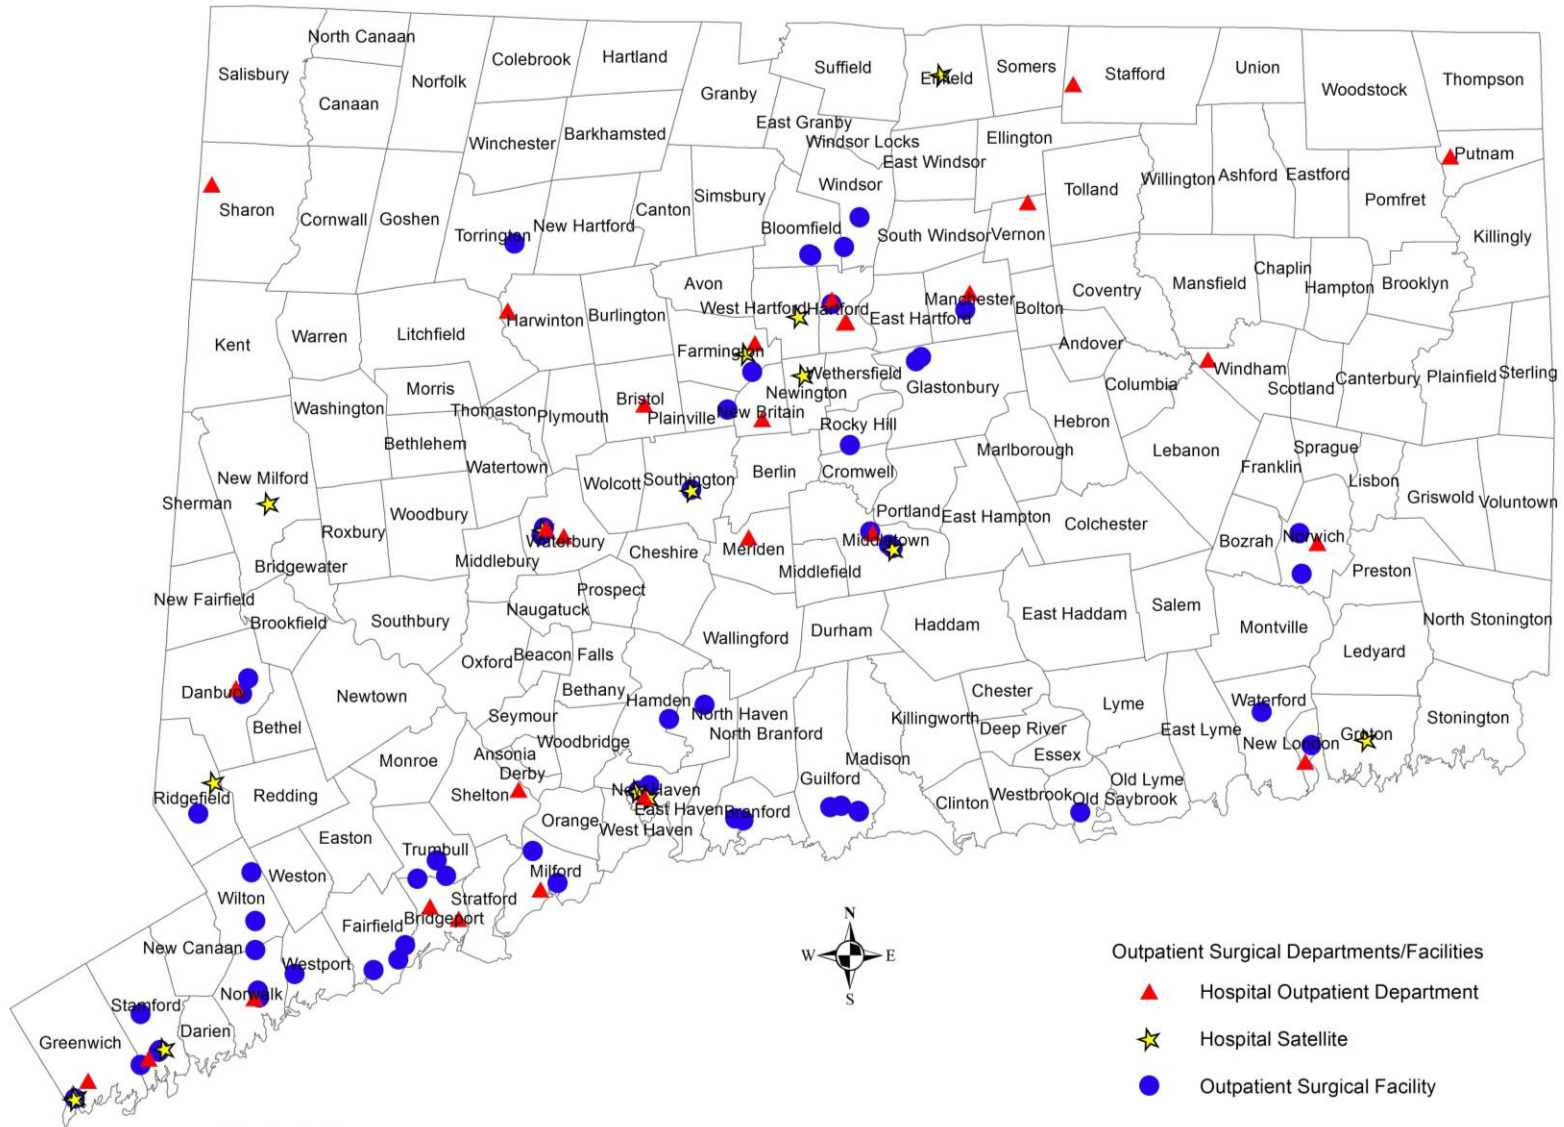 North Canaan
Colebrook
Hartland
Salisbury
Norfolk
Canaan
Suffield
Enfield
Somers
Stafford
Union
Woodstock
Thompson
Granby
East Granby
Winchester
Barkhamsted
Windsor Locks
Ellington
East Windsor
Putnam
Windsor
Tolland
Willington
Ashford
Eastford
Pomfret
Simsbury
Canton
Sharon
Cornwall
Goshen
Torrington
New Hartford
Bloomfield
South Windsor
Vernon
Killingly
Avon
Mansfield
Chaplin
Hampton
Brooklyn
Coventry
West Hartford
Hartford
East Hartford
Manchester
Bolton
Harwinton
Burlington
Litchfield
Warren
Kent
Farmington
Andover
Wethersfield
Windham
Scotland
Canterbury
Plainfield
Sterling
Columbia
Morris
Washington
Thomaston
Plymouth
Bristol
Plainville
New Britain
Newington
Glastonbury
Rocky Hill
Hebron
Bethlehem
Watertown
Marlborough
Lebanon
Franklin
Sprague
Lisbon
Griswold
Voluntown
Berlin
Cromwell
Southington
Wolcott
New Milford
Sherman
Roxbury
Woodbury
Portland
East Hampton
Colchester
Middletown
Waterbury
Meriden
Cheshire
Middlebury
Middlefield
Bozrah
Norwich
Preston
Bridgewater
New Fairfield
Prospect
Naugatuck
Southbury
Brookfield
Wallingford
Durham
Haddam
East Haddam
Salem
Montville
North Stonington
Ledyard
Oxford
Beacon Falls
Bethany
Hamden
Danbury
Newtown
Bethel
Seymour
North Haven
North Branford
Killingworth
Chester
Deep River
Lyme
Waterford
East Lyme
New London
Groton
Stonington
Woodbridge
Ansonia
Derby
Monroe
Essex
Madison
Guilford
Shelton
New Haven
East Haven
Branford
West Haven
Orange
Clinton
Westbrook
Old Lyme
Old Saybrook
Ridgefield
Redding
Easton
Trumbull
Weston
Milford
Wilton
Stratford
Bridgeport
Fairfield
New Canaan
Westport
Norwalk
Stamford
Darien
Greenwich
N
W
E
S
Outpatient Surgical Departments/Facilities
Hospital Outpatient Department
Hospital Satellite
Outpatient Surgical Facility